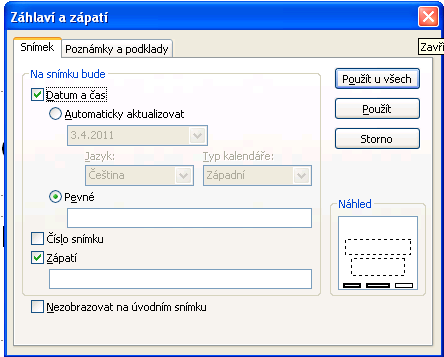 Záhlaví a zápatí
Zavř
Snímek
Poznámky a podklady
Na snímku bude
Datum a čas
Automaticky aktualizovat
3.4.2011
Jazyk:
Typ kalendáře:
Čeština
Západní
Pevné
Číslo snímku
Zápatí
Nezobrazovat na úvodním snímku
Použít u všech
Použít
Storno
Náhled